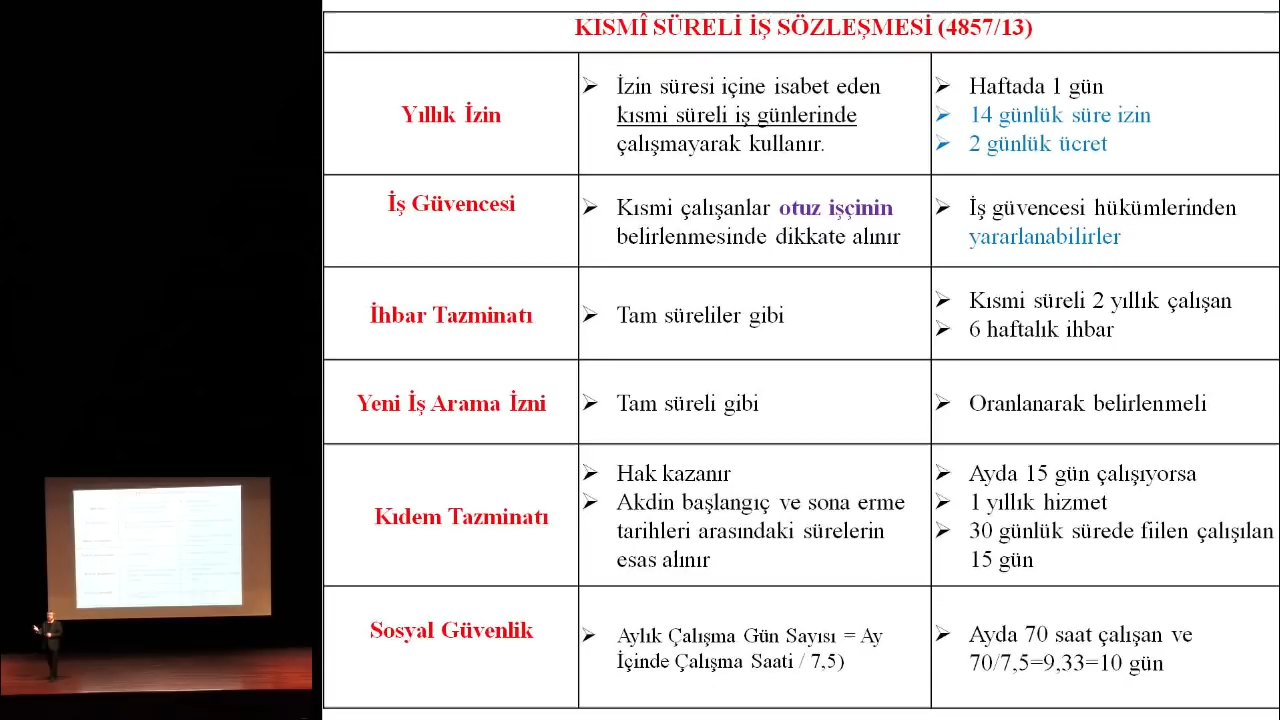 KISMÎ SÜRELİ İŞ SÖZLEŞMESİ (4857/13)
Yıllık İzin
➢ İzin süresi içine isabet eden
kısmi süreli iş günlerinde
çalışmayarak kullanır.
➢ Haftada 1 gün
➢ 14 günlük süre izin
➢ 2 günlük ücret
İş Güvencesi
➢ Kısmi çalışanlar otuz işçinin
belirlenmesinde dikkate alınır
➢ İş güvencesi hükümlerinden
yararlanabilirler
İhbar Tazminatı
➢ Tam süreliler gibi
➢ Kısmi süreli 2 yıllık çalışan
➢ 6 haftalık ihbar
Yeni İş Arama İzni
➢ Tam süreli gibi
➢ Oranlanarak belirlenmeli
Kıdem Tazminatı
➢ Hak kazanır
➢ Akdin başlangıç ve sona erme
tarihleri arasındaki sürelerin
esas alınır
➢ Ayda 15 gün çalışıyorsa
➢ 1 yıllık hizmet
➢ 30 günlük sürede fiilen çalışılan
15 gün
Sosyal Güvenlik
➢ Aylık Çalışma Gün Sayısı = Ay
İçinde Çalışma Saati / 7,5)
➢ Ayda 70 saat çalışan ve
70/7,5=9,33=10 gün